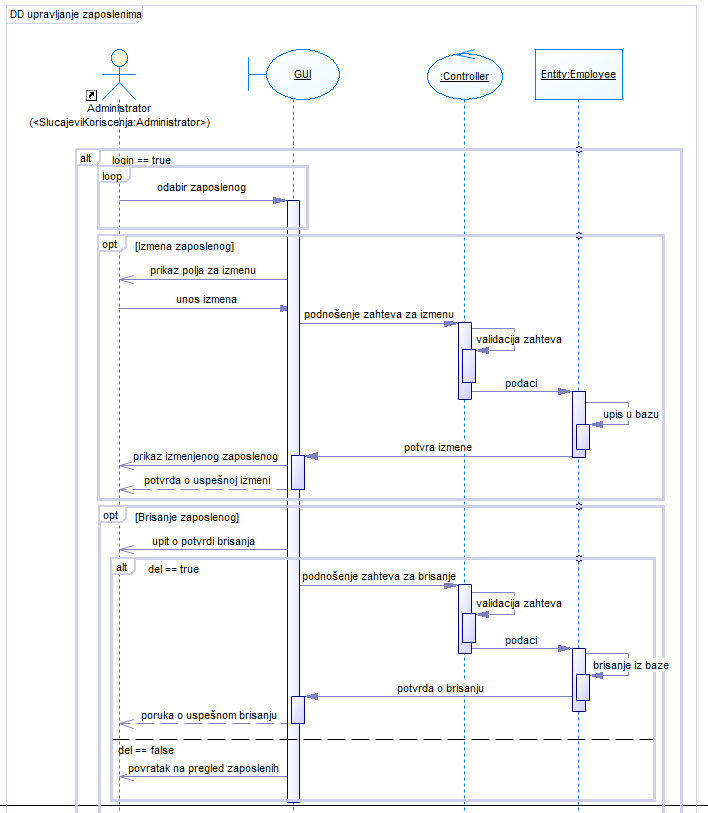 DD upravljanje zaposlenima
GUI
:Controller
Entity:Employee
Administrator
(<SlucajeviKoriscenja:Administrator>)
alt
login == true
loop
odabir zaposlenog
opt
[Izmena zaposlenog]
prikaz polja za izmenu
unos izmena
podnošenje zahteva za izmenu
validacija zahteva
podaci
upis u bazu
potvra izmene
prikaz izmenjenog zaposlenog
potvrda o uspešnoj izmeni
opt
[Brisanje zaposlenog]
upit o potvrdi brisanja
alt
del == true
podnošenje zahteva za brisanje
validacija zahteva
podaci
brisanje iz baze
potvrda o brisanju
poruka o uspešnom brisanju
del == false
povratak na pregled zaposlenih